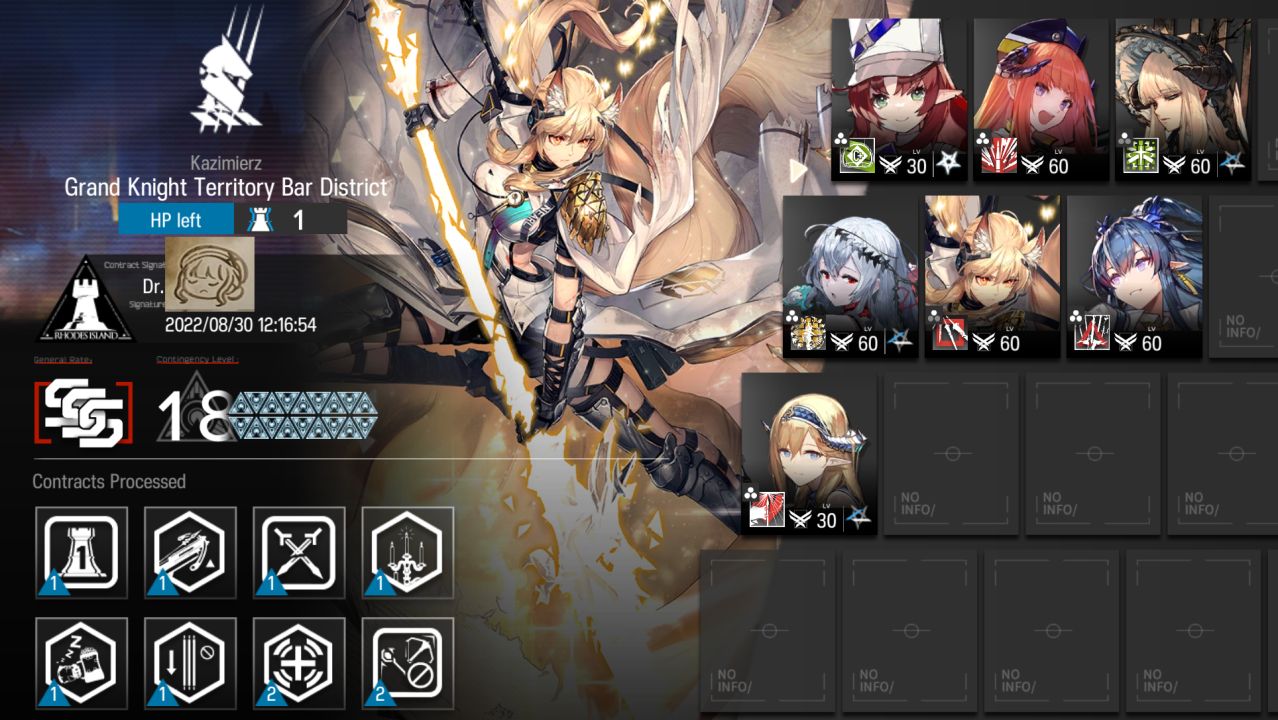 Kazimierz
Grand Knight Territory Bar District
HP left 1
Contract Signat
Dr.
Signature
2022/08/30 12:16:54
RHODES ISLAND
General Rate:
Contingency Level:
18
Contracts Processed
1
1
1
1
1
1
1
2
2
LV
30
LV
60
LV
60
LV
60
LV
60
LV
60
NO
INFO/
LV
30
NO
INFO/
NO
INFO/
NO
INFO/
NO
INFO/
NO
INFO/
NO
INFO/
NO
INFO/